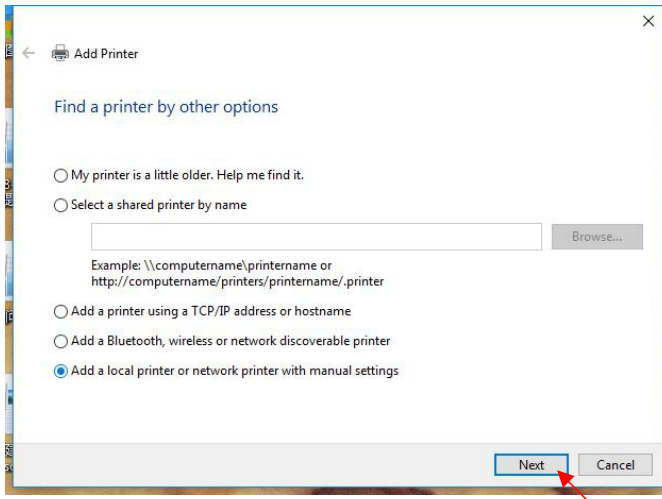 Add Printer
Find a printer by other options
My printer is a little older. Help me find it.
Select a shared printer by name
Browse...
Example: \\computername\printername or
http://computername/printers/printername/.printer
Add a printer using a TCP/IP address or hostname
Add a Bluetooth, wireless or network discoverable printer
Add a local printer or network printer with manual settings
Next
Cancel